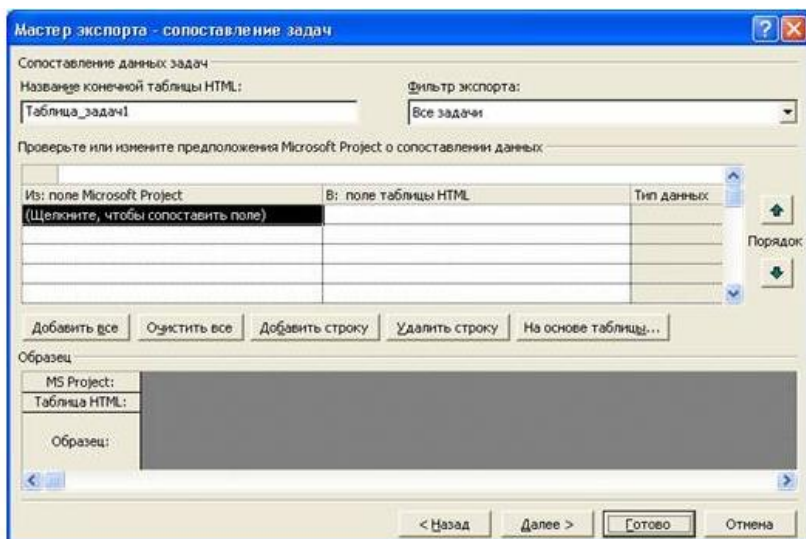 Мастер экспорта - сопоставление задач
Сопоставление данных задач
Название конечной таблицы HTML: Фильтр экспорта:
Таблица_задач1 Все задачи
Проверьте или измените предположения Microsoft Project о сопоставлении данных
Из: поле Microsoft Project В: поле таблицы HTML Тип данных
(Щелкните, чтобы сопоставить поле)
Порядок
Добавить все Очистить все Добавить строку Удалить строку На основе таблицы...
Образец
MS Project:
Таблица HTML:
Образец:
< Назад Далее > Готово Отмена